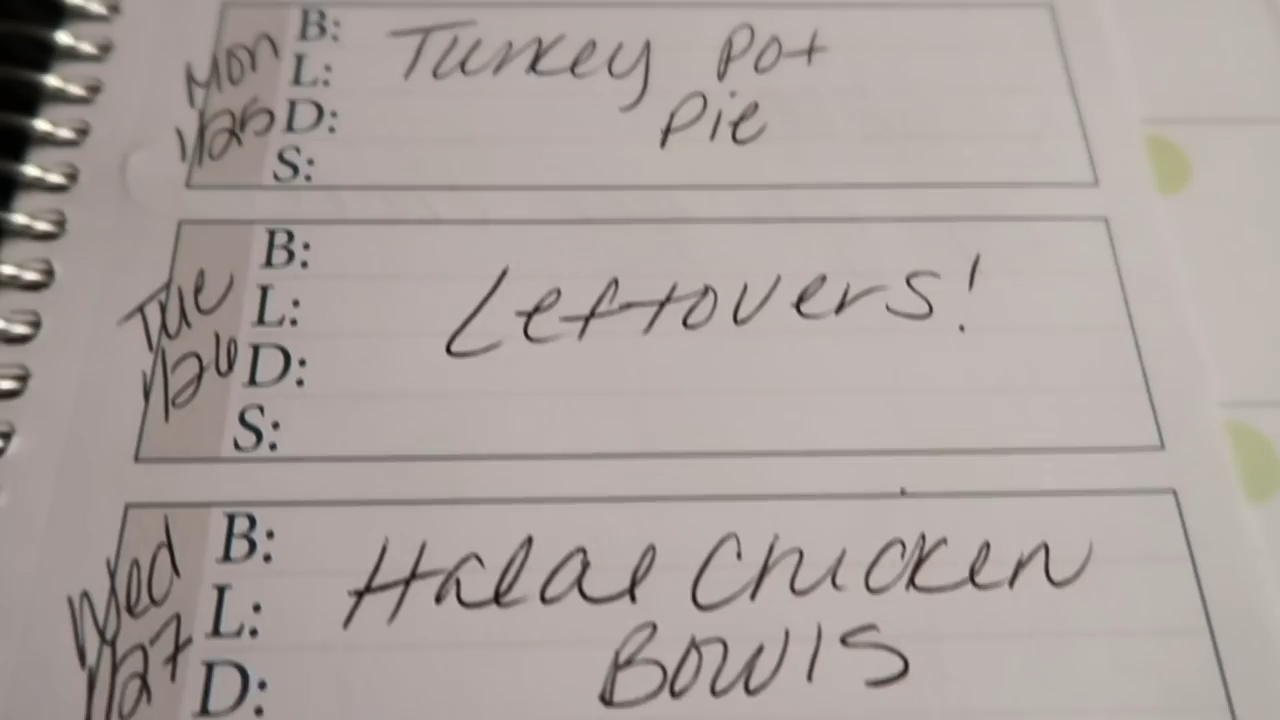 Mon
1/25
B:
L:
D:
S:
Turkey Pot
Pie
Tue
1/26
B:
L:
D:
S:
Leftovers!
Wed
1/27
B:
L:
D:
Halal Chicken
Bowls